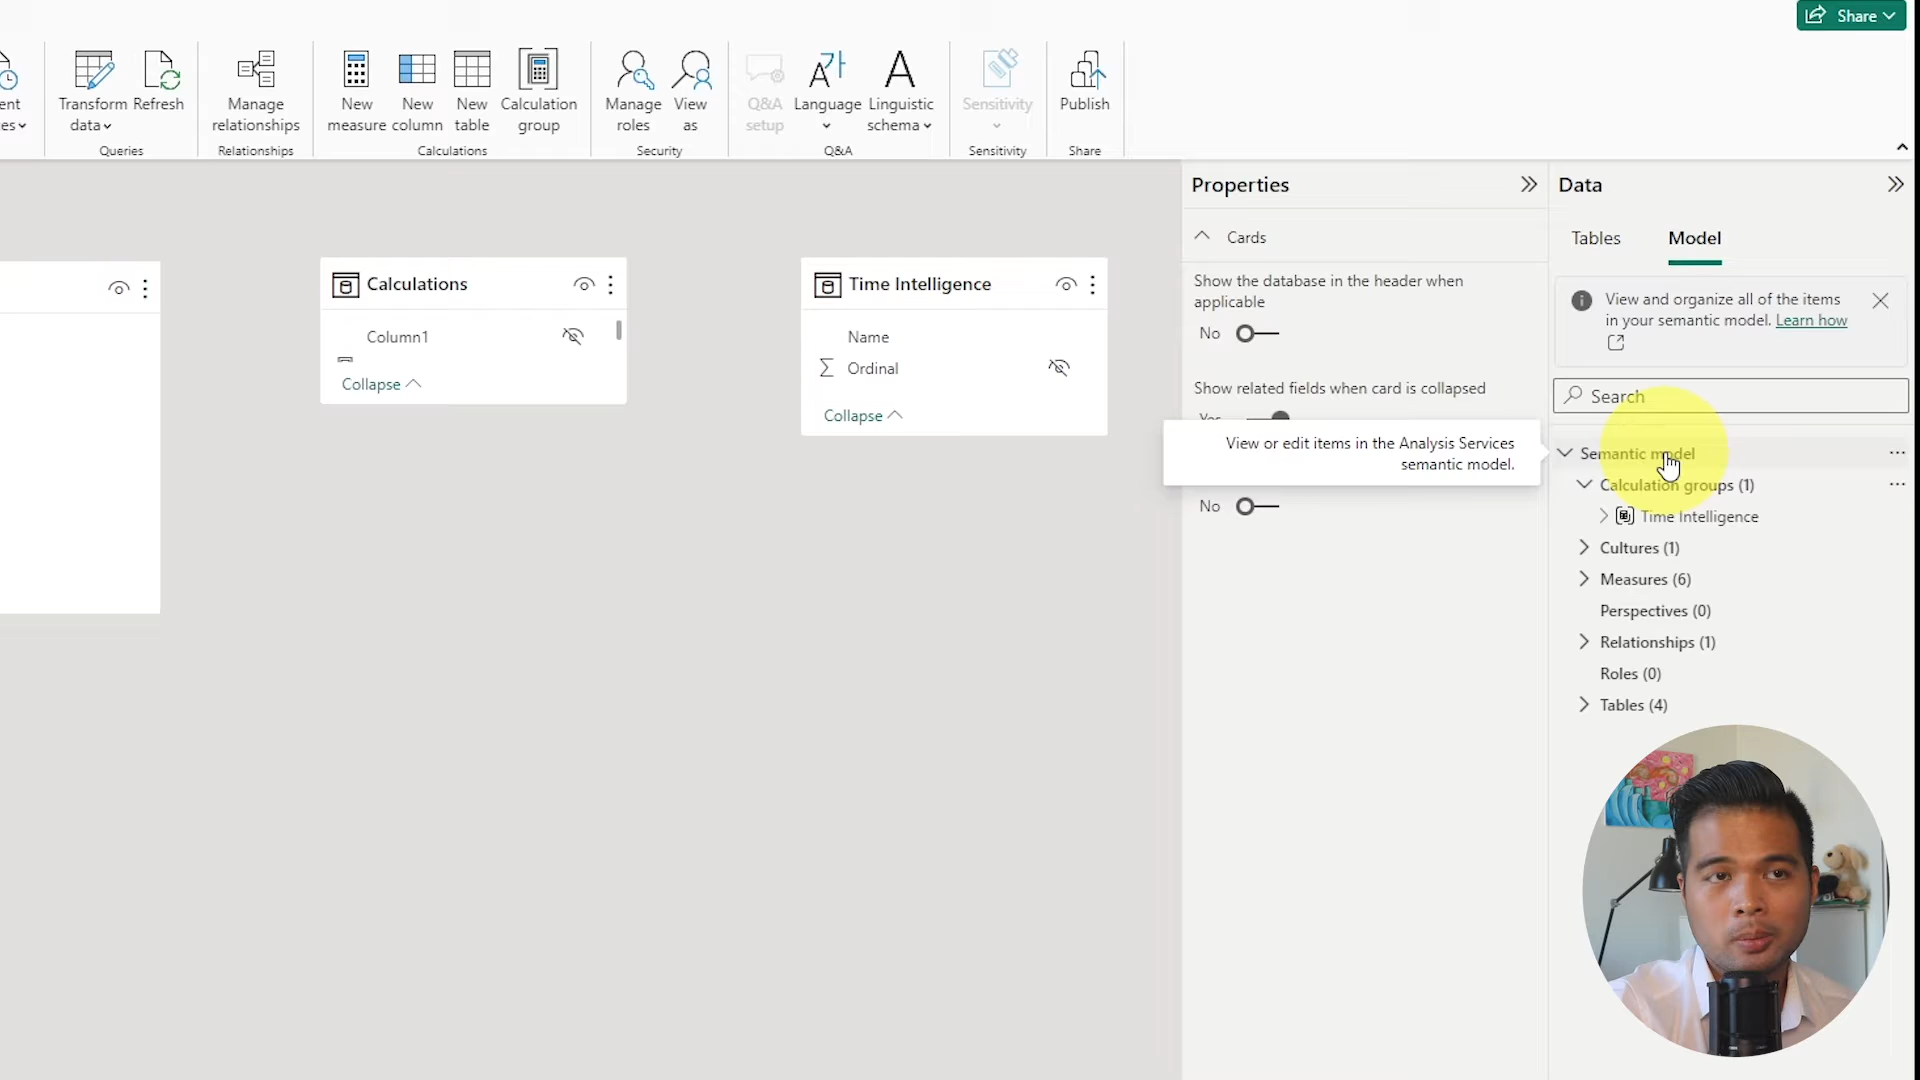 Share
ent
es
Transform
data
Refresh
Queries
Manage
relationships
Relationships
New
measure
New
column
New
table
Calculation
group
Calculations
Manage
roles
View
as
Security
Q&A
setup
Language
Linguistic
schema
Q&A
Sensitivity
Sensitivity
Publish
Share
Calculations
Column1
Collapse
Time Intelligence
Name
Ordinal
Collapse
Properties
Cards
Show the database in the header when
applicable
No
Show related fields when card is collapsed
Yes
View or edit items in the Analysis Services
semantic model.
No
Data
Tables
Model
View and organize all of the items
in your semantic model. Learn how
Search
Semantic model
Calculation groups (1)
Time Intelligence
Cultures (1)
Measures (6)
Perspectives (0)
Relationships (1)
Roles (0)
Tables (4)